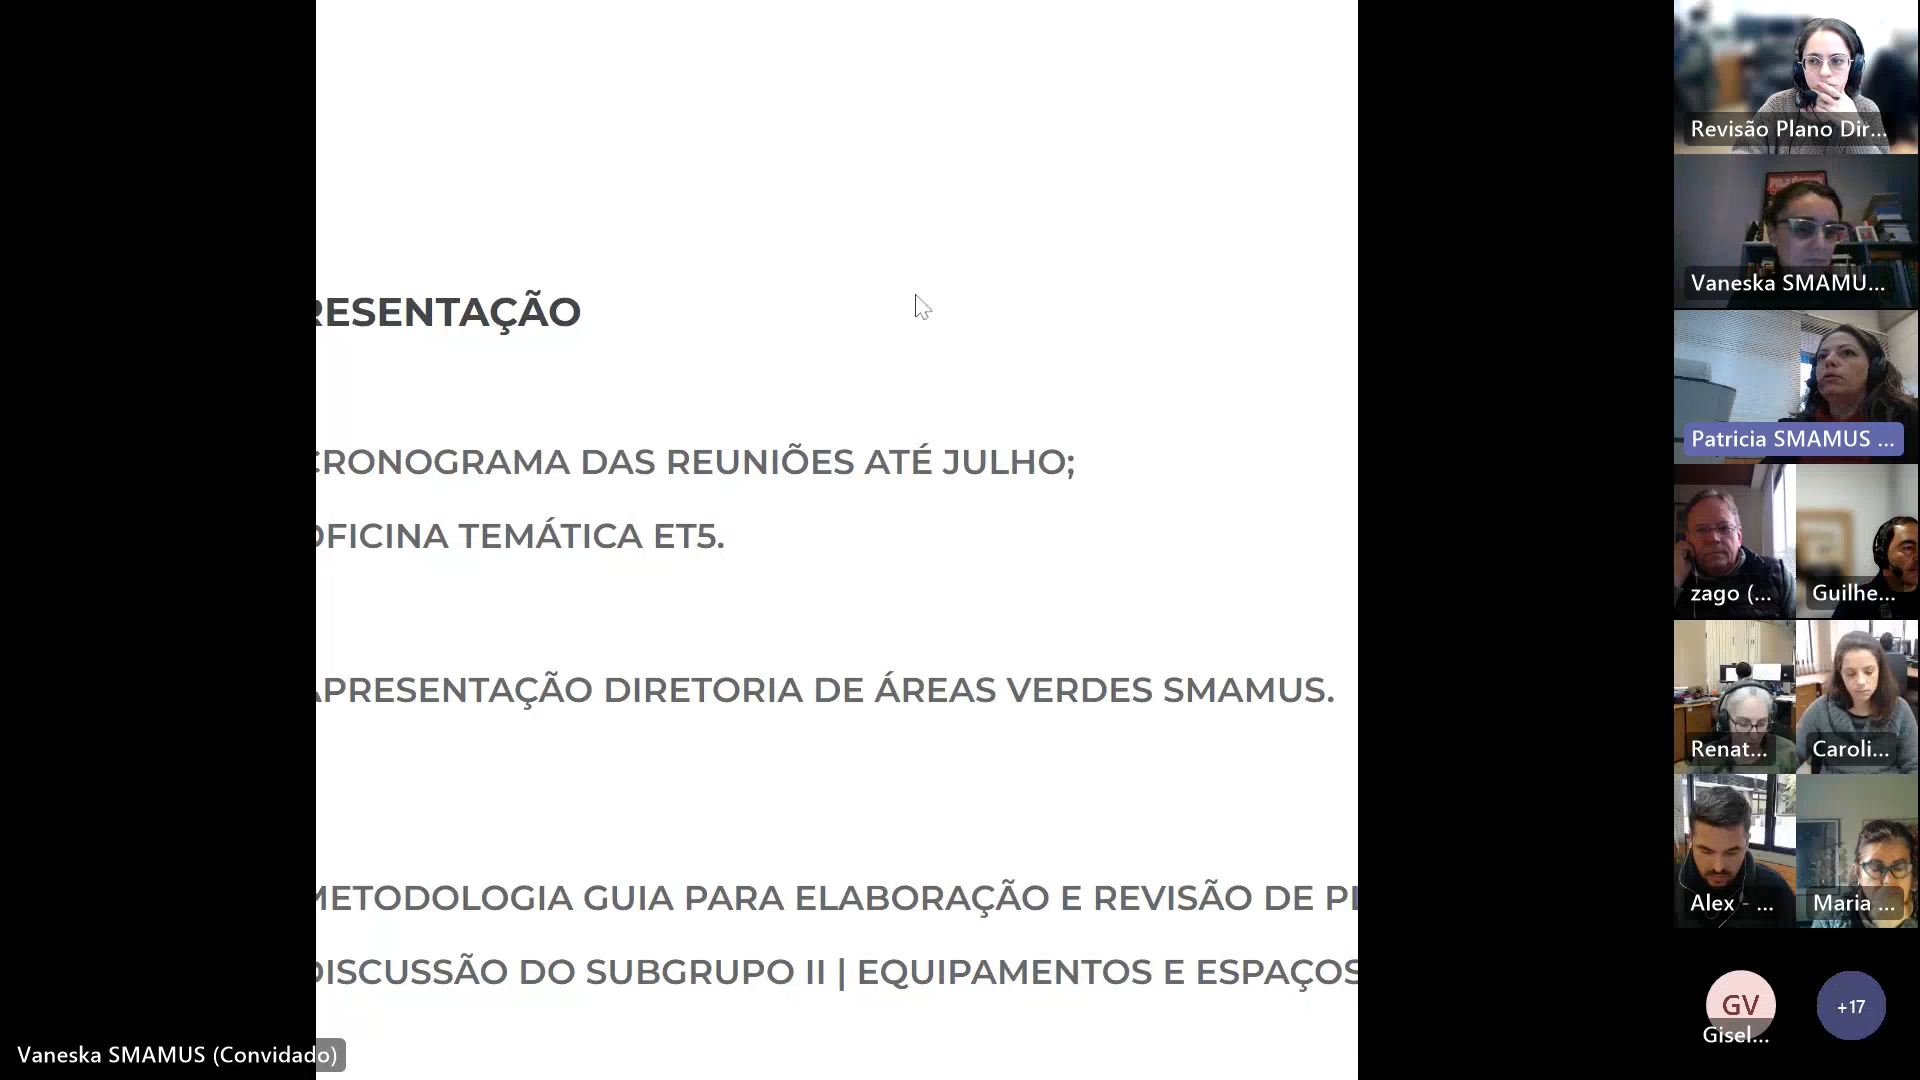 RESENTAÇÃO
CRONOGRAMA DAS REUNIÕES ATÉ JULHO;
OFICINA TEMÁTICA ET5.
APRESENTAÇÃO DIRETORIA DE ÁREAS VERDES SMAMUS.
METODOLOGIA GUIA PARA ELABORAÇÃO E REVISÃO DE PL
DISCUSSÃO DO SUBGRUPO II | EQUIPAMENTOS E ESPAÇOS
Vaneska SMAMUS (Convidado)
Revisão Plano Dir...
Vaneska SMAMU...
Patricia SMAMUS ...
zago (...
Guilhe...
Renat...
Caroli...
Alex - ...
Maria ...
GV
Gisel...
+17